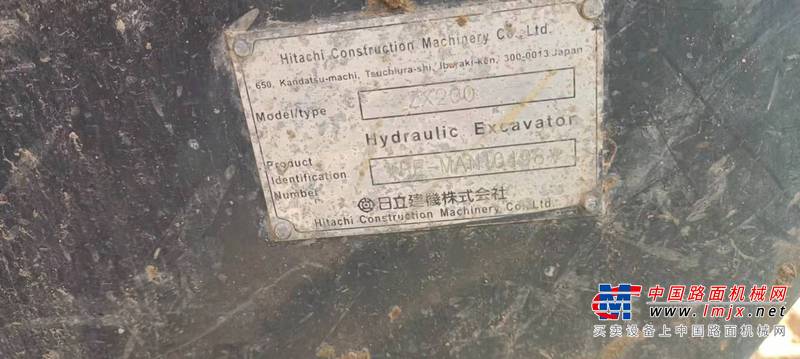 Hitachi Construction Machinery Co., Ltd.
650, Kandatsu-machi, Tsuchiura-shi, Ibaraki-ken, 300-0013 Japan
Model/type ZX200
Hydraulic Excavator
Product
Identification
Number
日立建機株式会社
Hitachi Construction Machinery Co., Ltd.
中国路面机械网
www.lmjx.net
买卖设备上中国路面机械网